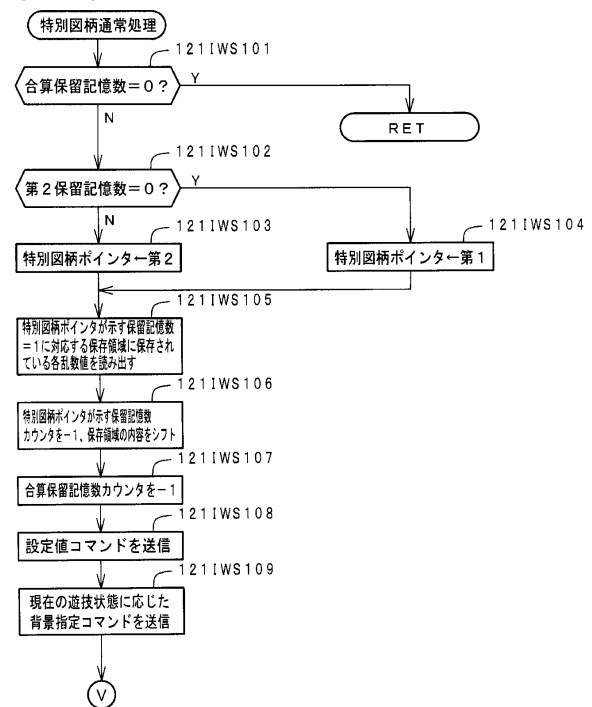 特別図柄通常処理
121IWS101
合算保留記憶数=0?
Y
N
RET
121IWS102
第2保留記憶数=0?
Y
N
121IWS103
特別図柄ポインタ←第2
121IWS104
特別図柄ポインタ←第1
121IWS105
特別図柄ポインタが示す保留記憶数
=1に対応する保存領域に保存され
ている各乱数値を読み出す
121IWS106
特別図柄ポインタが示す保留記憶数
カウンタを-1、保存領域の内容をシフト
121IWS107
合算保留記憶数カウンタを-1
121IWS108
設定値コマンドを送信
121IWS109
現在の遊技状態に応じた
背景指定コマンドを送信
V